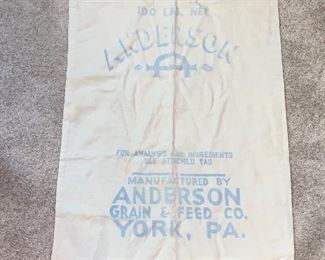 100 LBS. NET
ANDERSON
FOR ANALYSIS AND INGREDIENTS
SEE ATTACHED TAG
MANUFACTURED BY
ANDERSON
GRAIN & FEED CO.
YORK, PA.